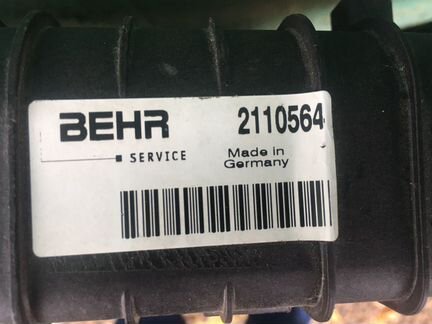 BEHR 2110564
SERVICE
Made in
Germany